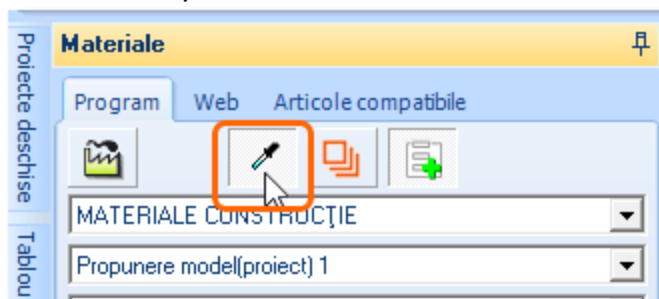 Materiale
Proiecte deschise
Program Web Articole compatibile
MATERIALE CONSTRUCŢIE
Propunere model(proiect) 1
Tablou